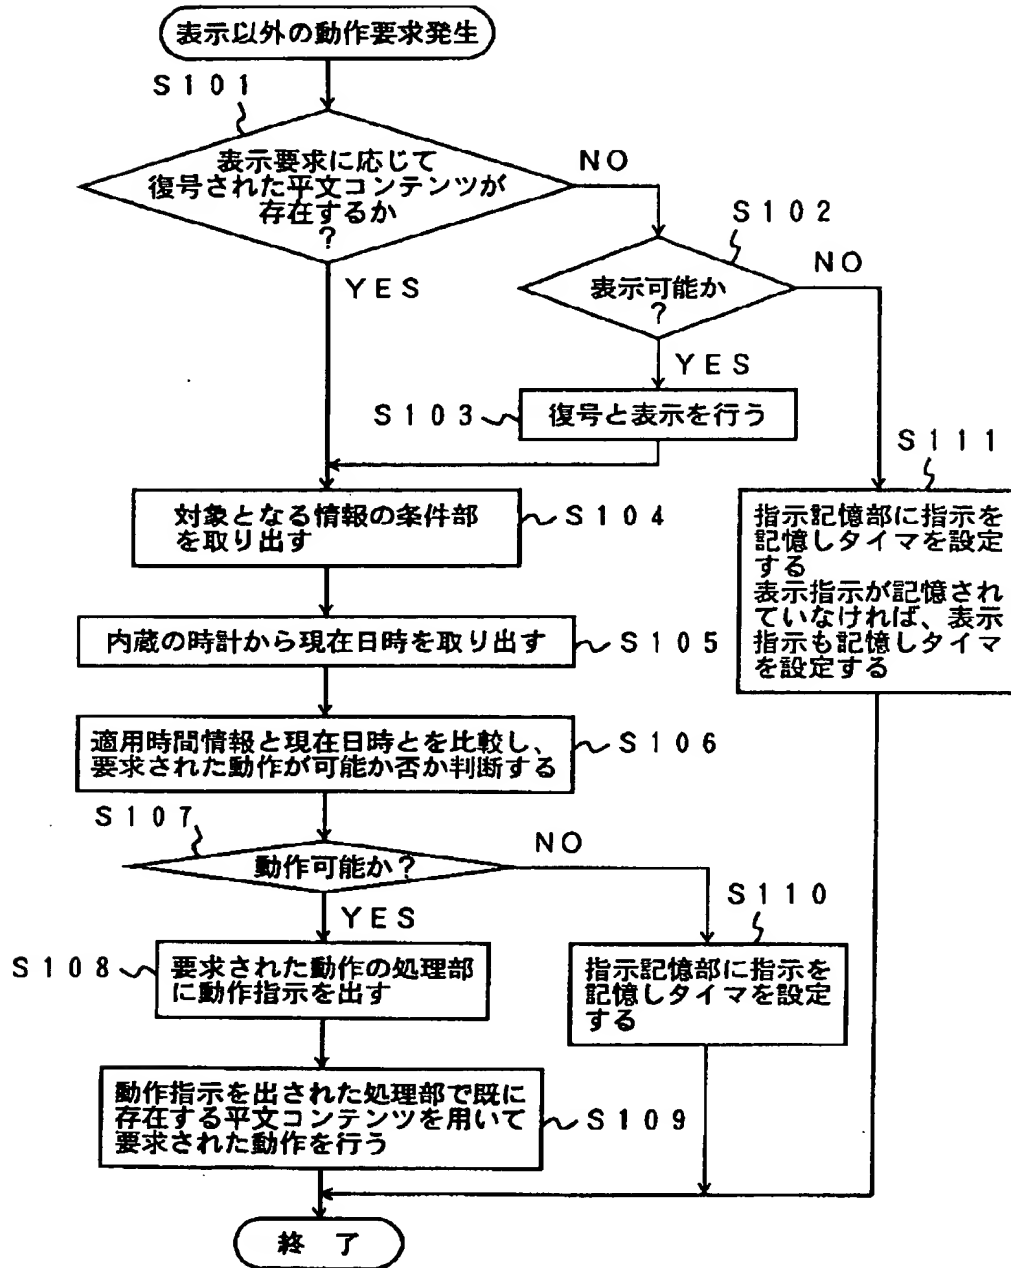 表示以外の動作要求発生
S101
表示要求に応じて
復号された平文コンテンツが
存在するか
?
NO
YES
S102
表示可能か
?
NO
YES
S103
復号と表示を行う
対象となる情報の条件部
を取り出す
S104
S111
指示記憶部に指示を
記憶しタイマを設定
する
表示指示が記憶され
ていなければ、表示
指示も記憶しタイマ
を設定する
内蔵の時計から現在日時を取り出す
S105
適用時間情報と現在日時とを比較し、
要求された動作が可能か否か判断する
S106
S107
動作可能か?
NO
YES
S108
要求された動作の処理部
に動作指示を出す
S110
指示記憶部に指示を
記憶しタイマを設定
する
動作指示を出された処理部で既に
存在する平文コンテンツを用いて
要求された動作を行う
S109
終 了